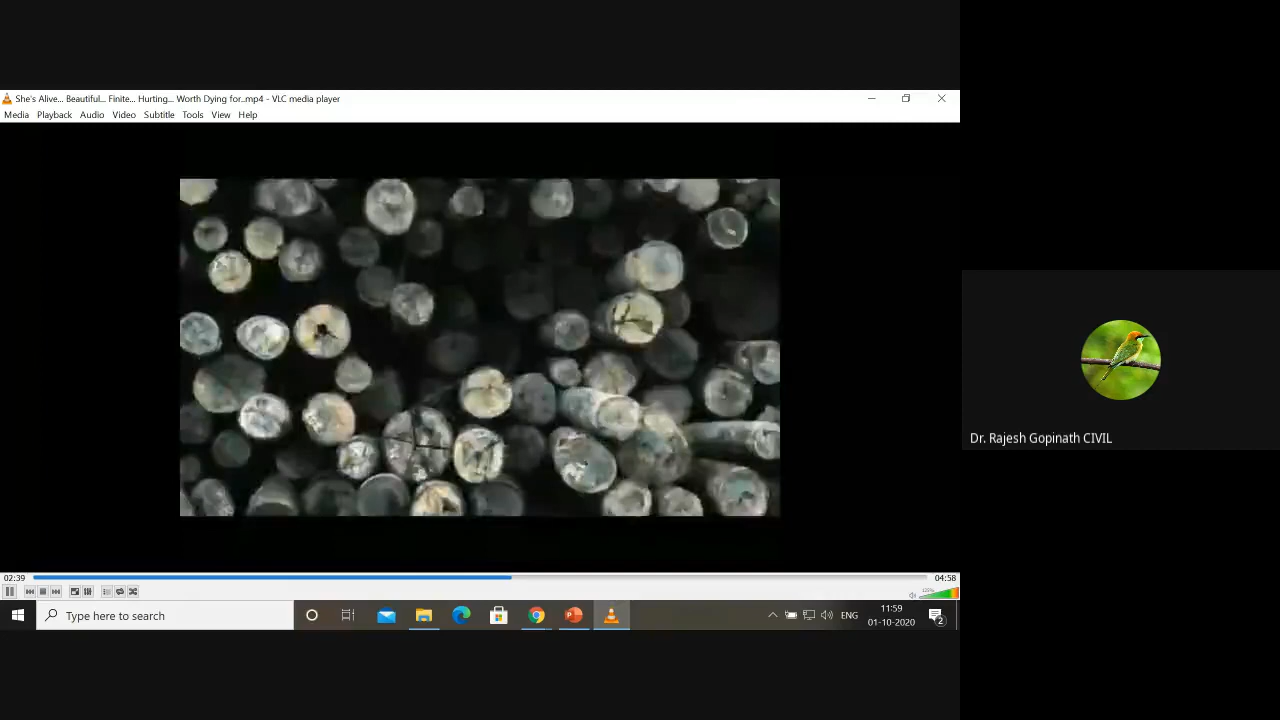 She's Alive... Beautiful... Finite... Hurting... Worth Dying for..mp4 - VLC media player
Media Playback Audio Video Subtitle Tools View Help
Dr. Rajesh Gopinath CIVIL
02:39
04:58
125%
Type here to search
ENG
11:59
01-10-2020
2